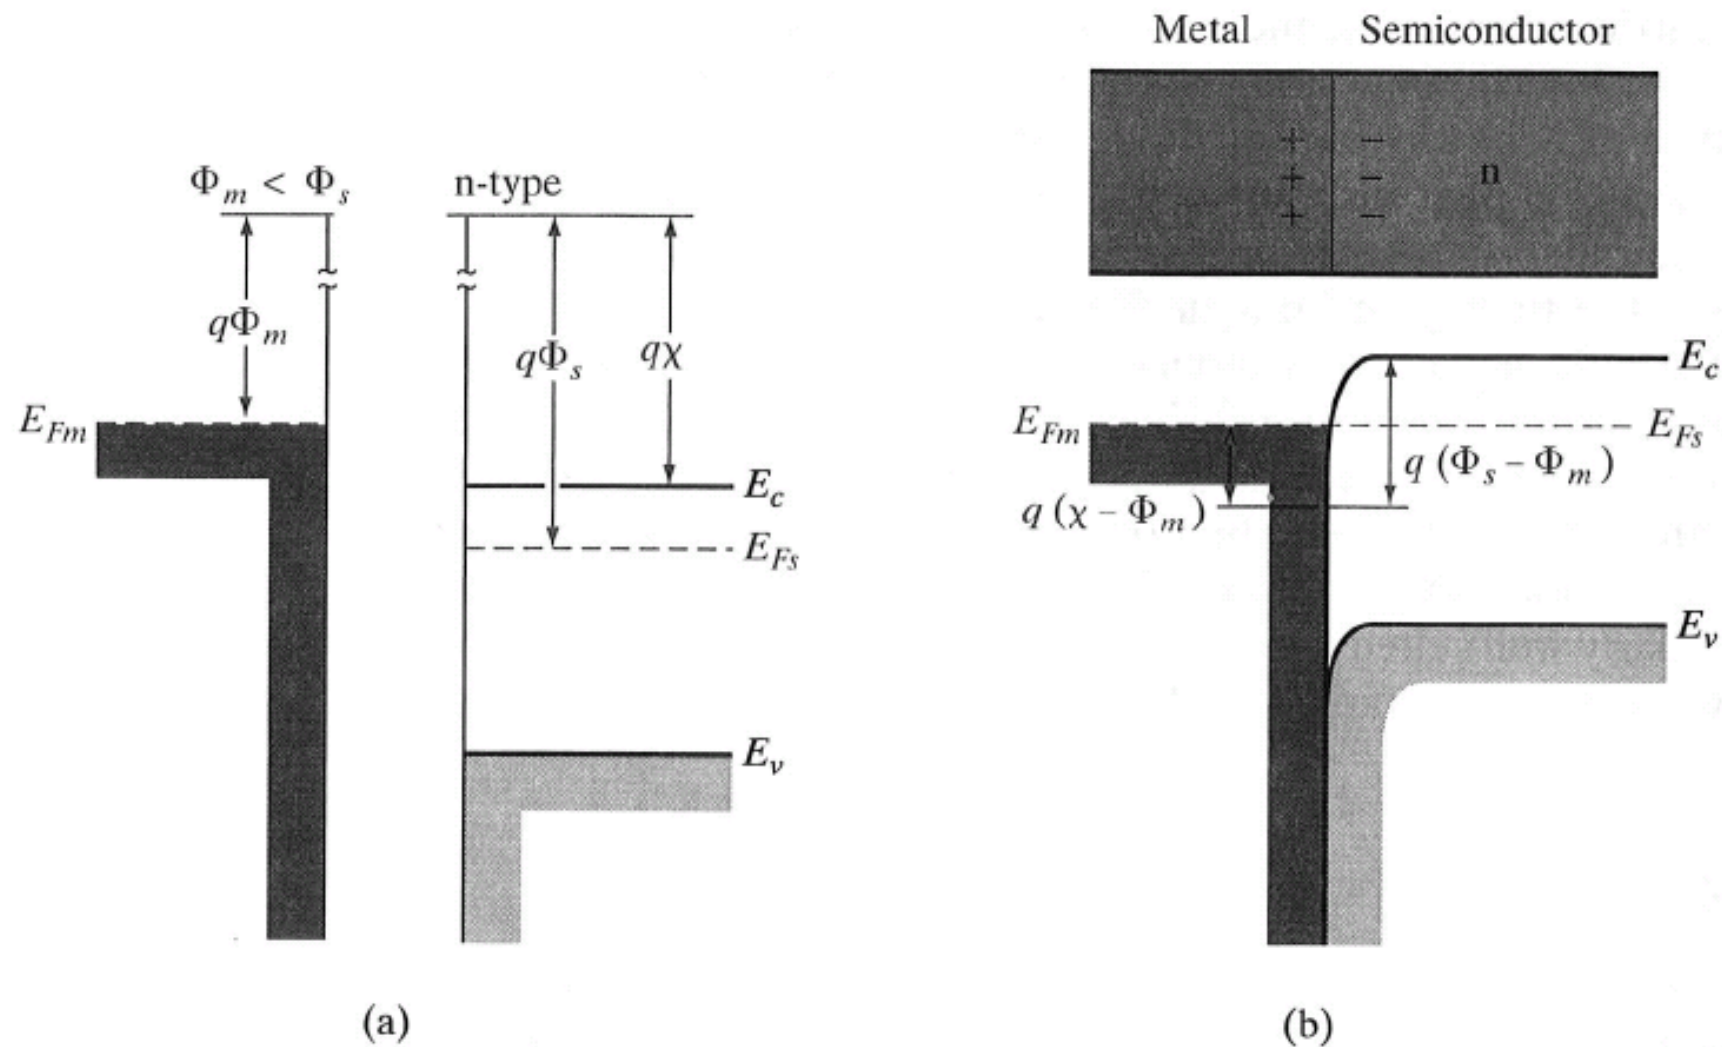 Φm < Φs
n-type
qΦm
qΦs
qχ
EFm
Ec
EFs
Ev
(a)
Metal Semiconductor
+ −
+ − n
+ −
Ec
EFm
EFs
q (Φs – Φm)
q (χ – Φm)
Ev
(b)